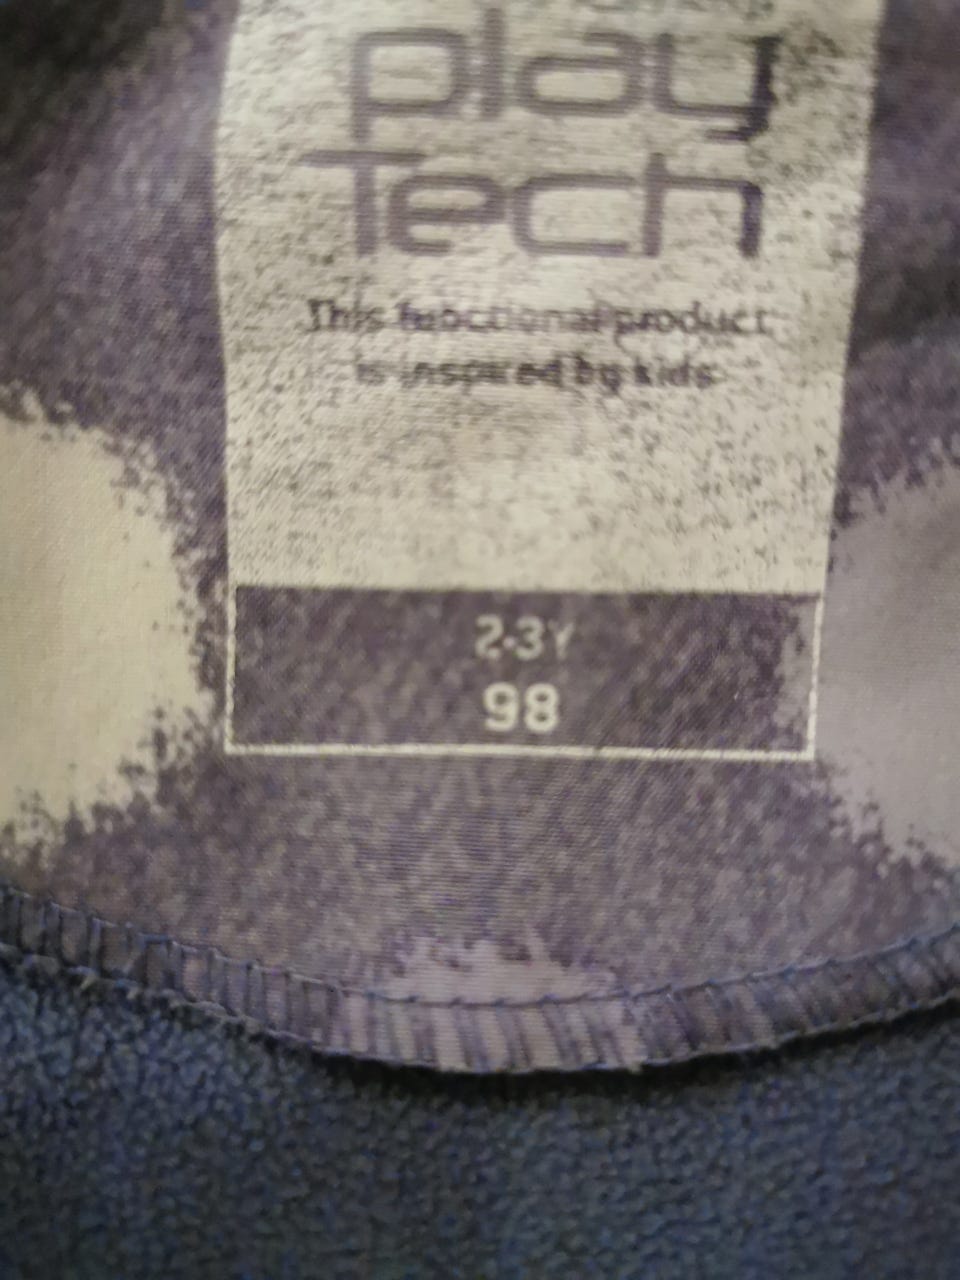 play
Tech
This functional product
is inspired by kids
2-3Y
98